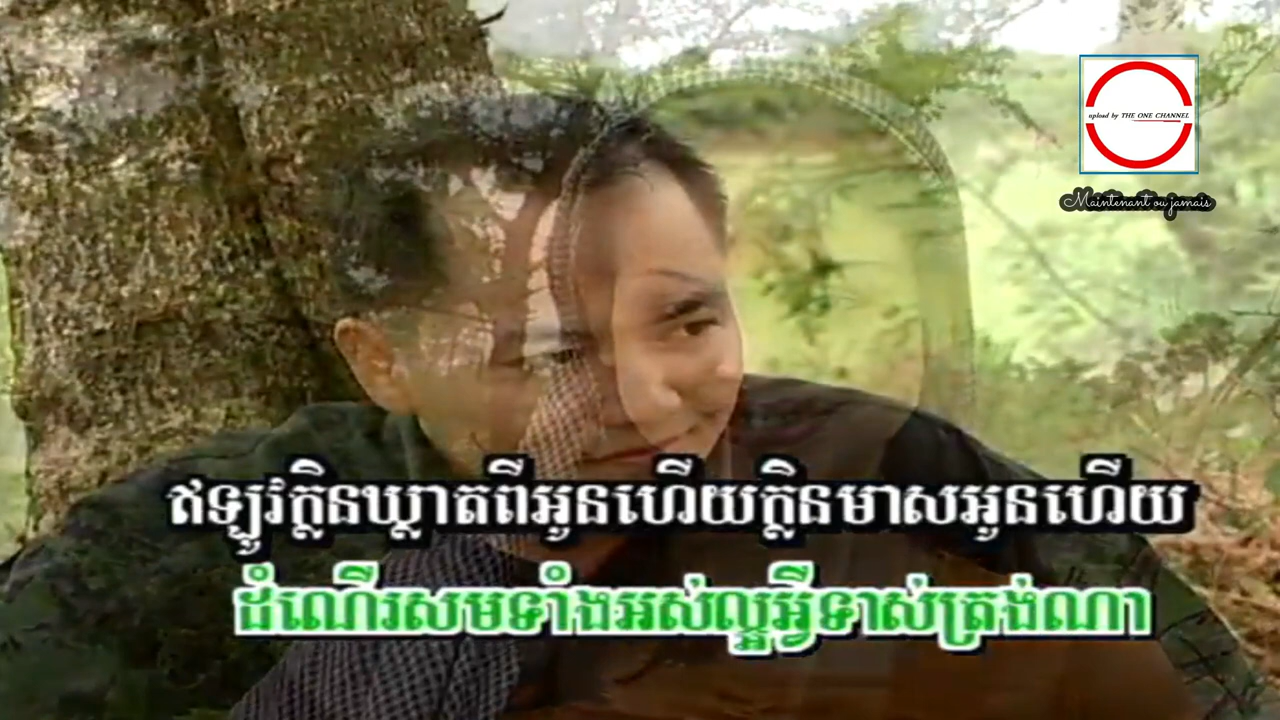 upload by THE ONE CHANNEL
Maintenant ou jamais
ឥឡូវក្លិនឃ្លាតពីអូនហើយក្លិនមាសអូនហើយ
ដំណើរសមទាំងអស់ល្អអ្វីទាស់ត្រង់ណា